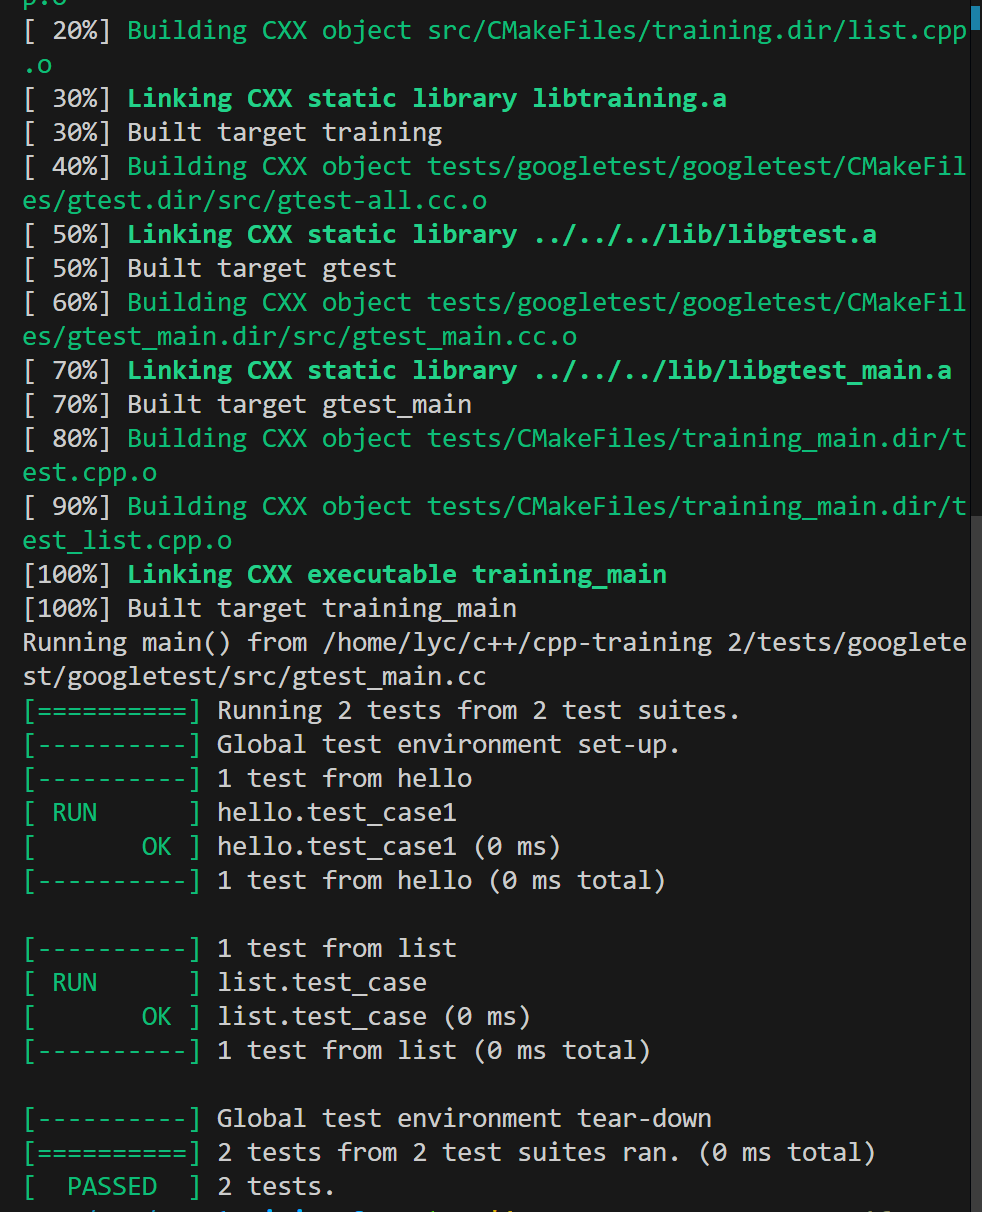 p.o
[ 20%] Building CXX object src/CMakeFiles/training.dir/list.cpp
.o
[ 30%] Linking CXX static library libtraining.a
[ 30%] Built target training
[ 40%] Building CXX object tests/googletest/googletest/CMakeFil
es/gtest.dir/src/gtest-all.cc.o
[ 50%] Linking CXX static library ../../../lib/libgtest.a
[ 50%] Built target gtest
[ 60%] Building CXX object tests/googletest/googletest/CMakeFil
es/gtest_main.dir/src/gtest_main.cc.o
[ 70%] Linking CXX static library ../../../lib/libgtest_main.a
[ 70%] Built target gtest_main
[ 80%] Building CXX object tests/CMakeFiles/training_main.dir/t
est.cpp.o
[ 90%] Building CXX object tests/CMakeFiles/training_main.dir/t
est_list.cpp.o
[100%] Linking CXX executable training_main
[100%] Built target training_main
Running main() from /home/lyc/c++/cpp-training 2/tests/googlete
st/googletest/src/gtest_main.cc
[==========] Running 2 tests from 2 test suites.
[----------] Global test environment set-up.
[----------] 1 test from hello
[ RUN      ] hello.test_case1
[       OK ] hello.test_case1 (0 ms)
[----------] 1 test from hello (0 ms total)

[----------] 1 test from list
[ RUN      ] list.test_case
[       OK ] list.test_case (0 ms)
[----------] 1 test from list (0 ms total)

[----------] Global test environment tear-down
[==========] 2 tests from 2 test suites ran. (0 ms total)
[  PASSED  ] 2 tests.